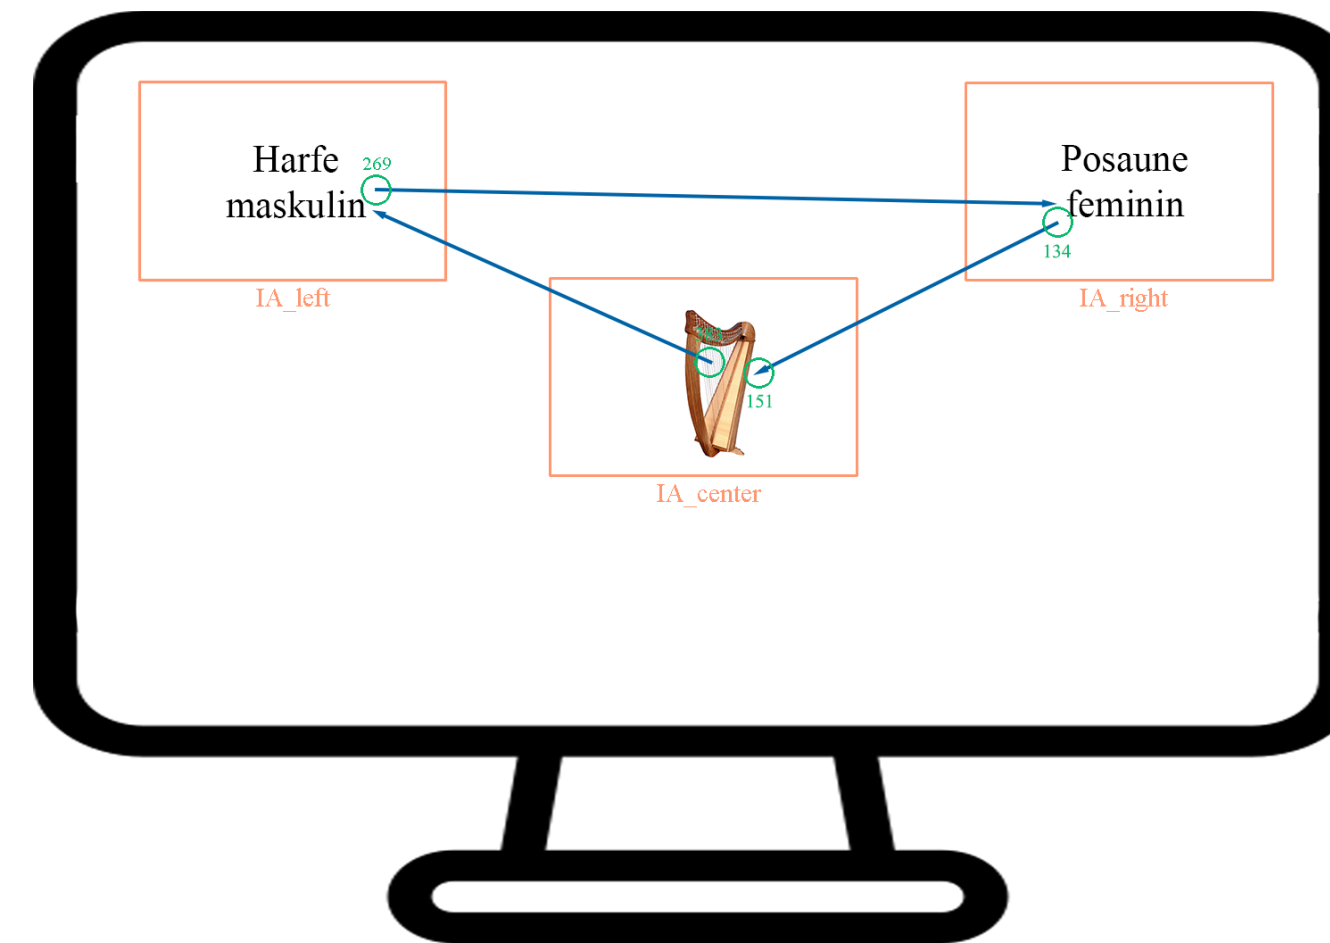 Harfe
maskulin
269
IA_left
Posaune
feminin
134
IA_right
151
IA_center